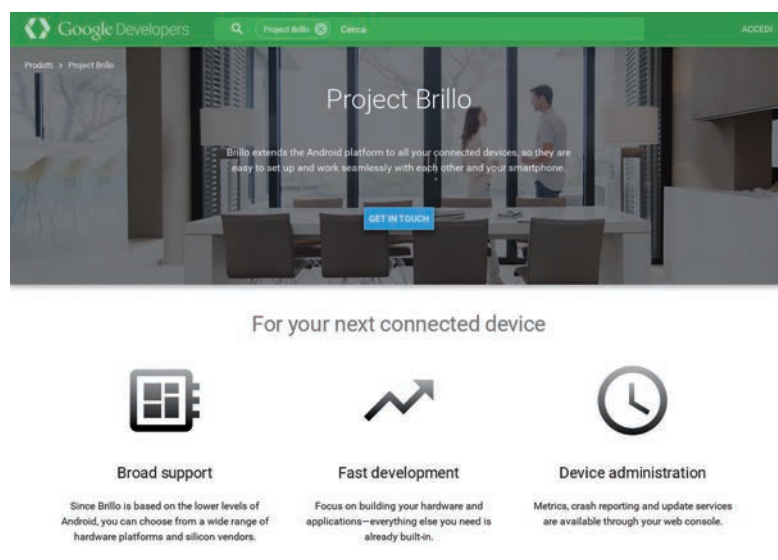 Google Developers
Project Brillo
Cerca
ACCEDI
Prodotti > Project Brillo
Project Brillo
Brillo extends the Android platform to all your connected devices, so they are
easy to set up and work seamlessly with each other and your smartphone.
GET IN TOUCH
For your next connected device
Broad support
Since Brillo is based on the lower levels of
Android, you can choose from a wide range of
hardware platforms and silicon vendors.
Fast development
Focus on building your hardware and
applications—everything else you need is
already built-in.
Device administration
Metrics, crash reporting and update services
are available through your web console.